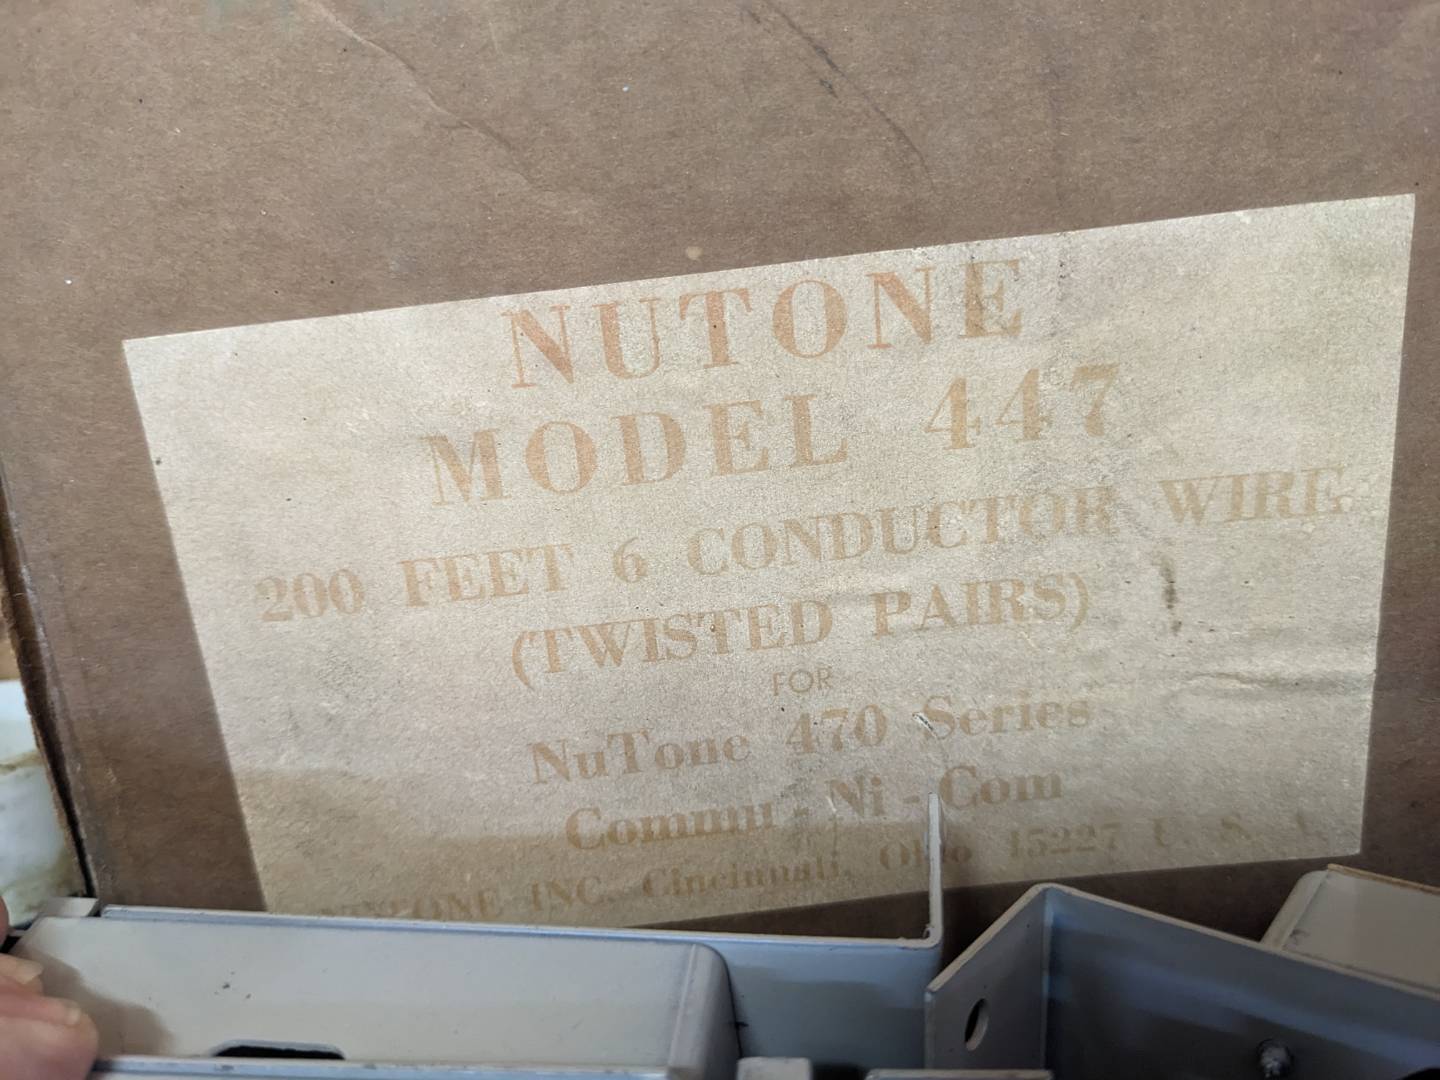 NUTONE
MODEL 447
200 FEET 6 CONDUCTOR WIRE
(TWISTED PAIRS)
FOR
NuTone 470 Series
Commu - Ni - Com
NUTONE INC. Cincinnati, Ohio 45227 U. S. A.